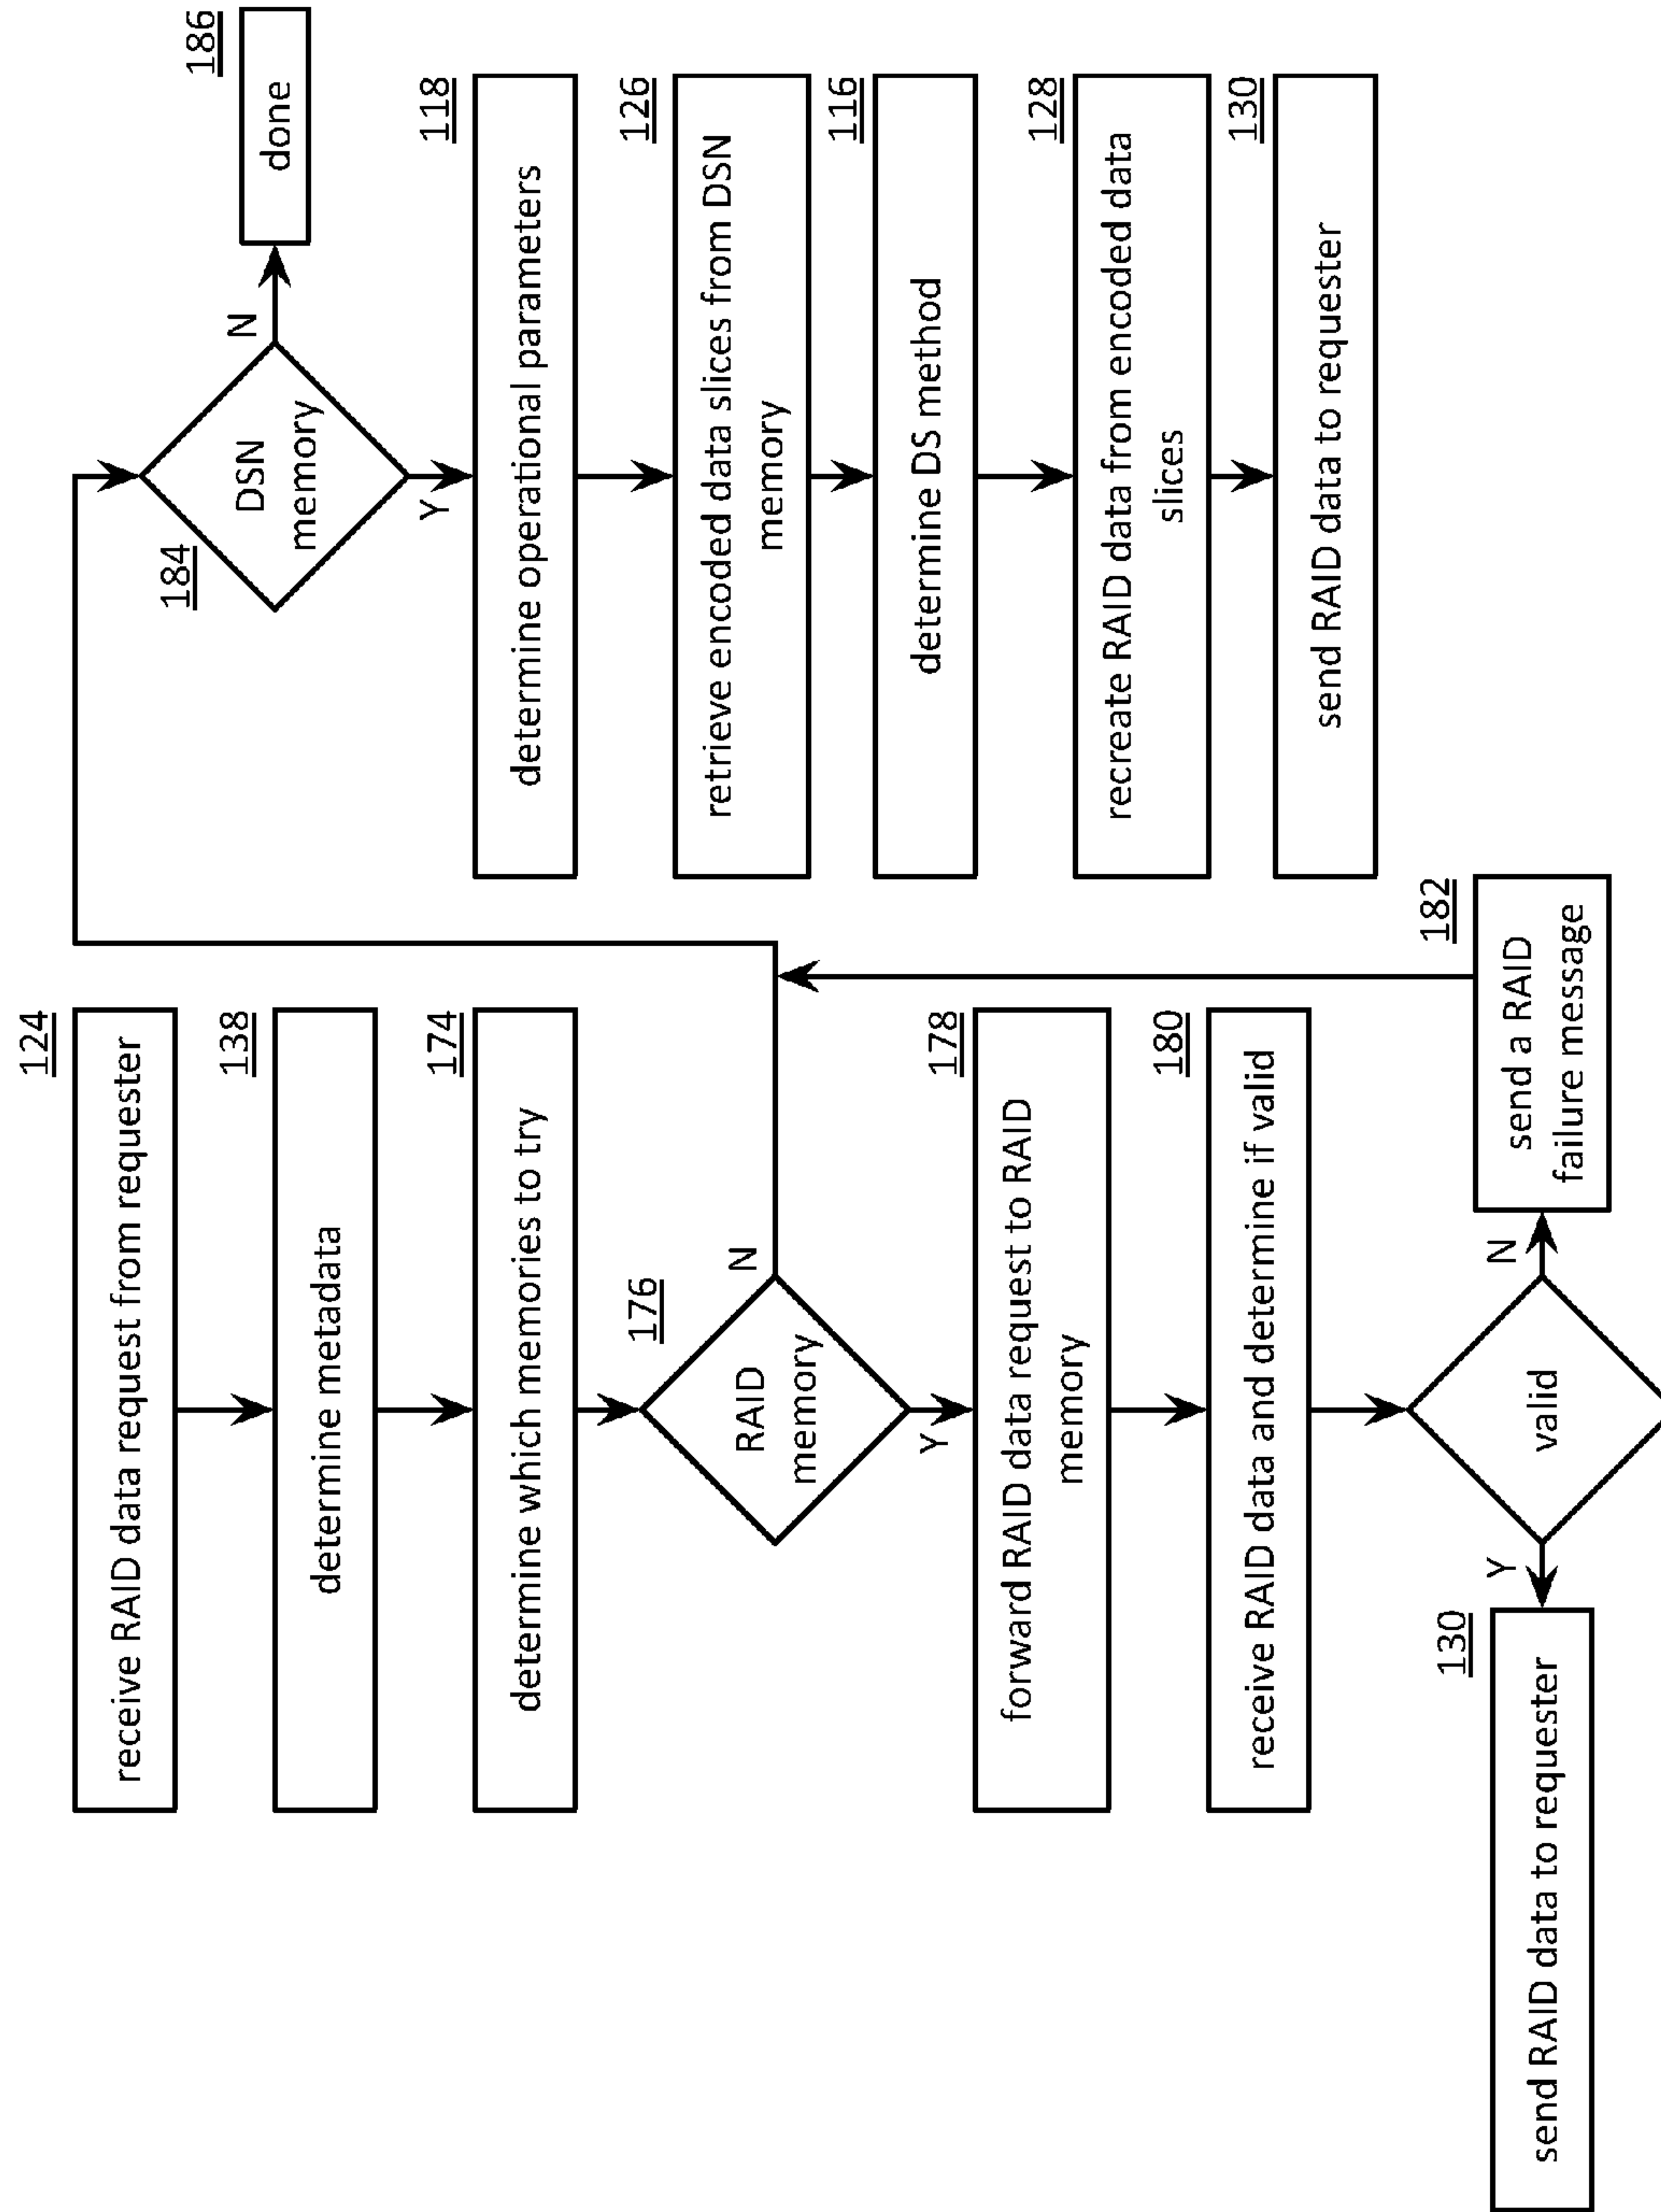 124
receive RAID data request from requester
138
determine metadata
174
determine which memories to try
176
RAID
memory
N
Y
178
forward RAID data request to RAID
memory
180
receive RAID data and determine if valid
valid
Y
N
130
send RAID data to requester
182
send a RAID
failure message
184
DSN
memory
N
Y
186
done
118
determine operational parameters
126
retrieve encoded data slices from DSN
memory
116
determine DS method
128
recreate RAID data from encoded data
slices
130
send RAID data to requester